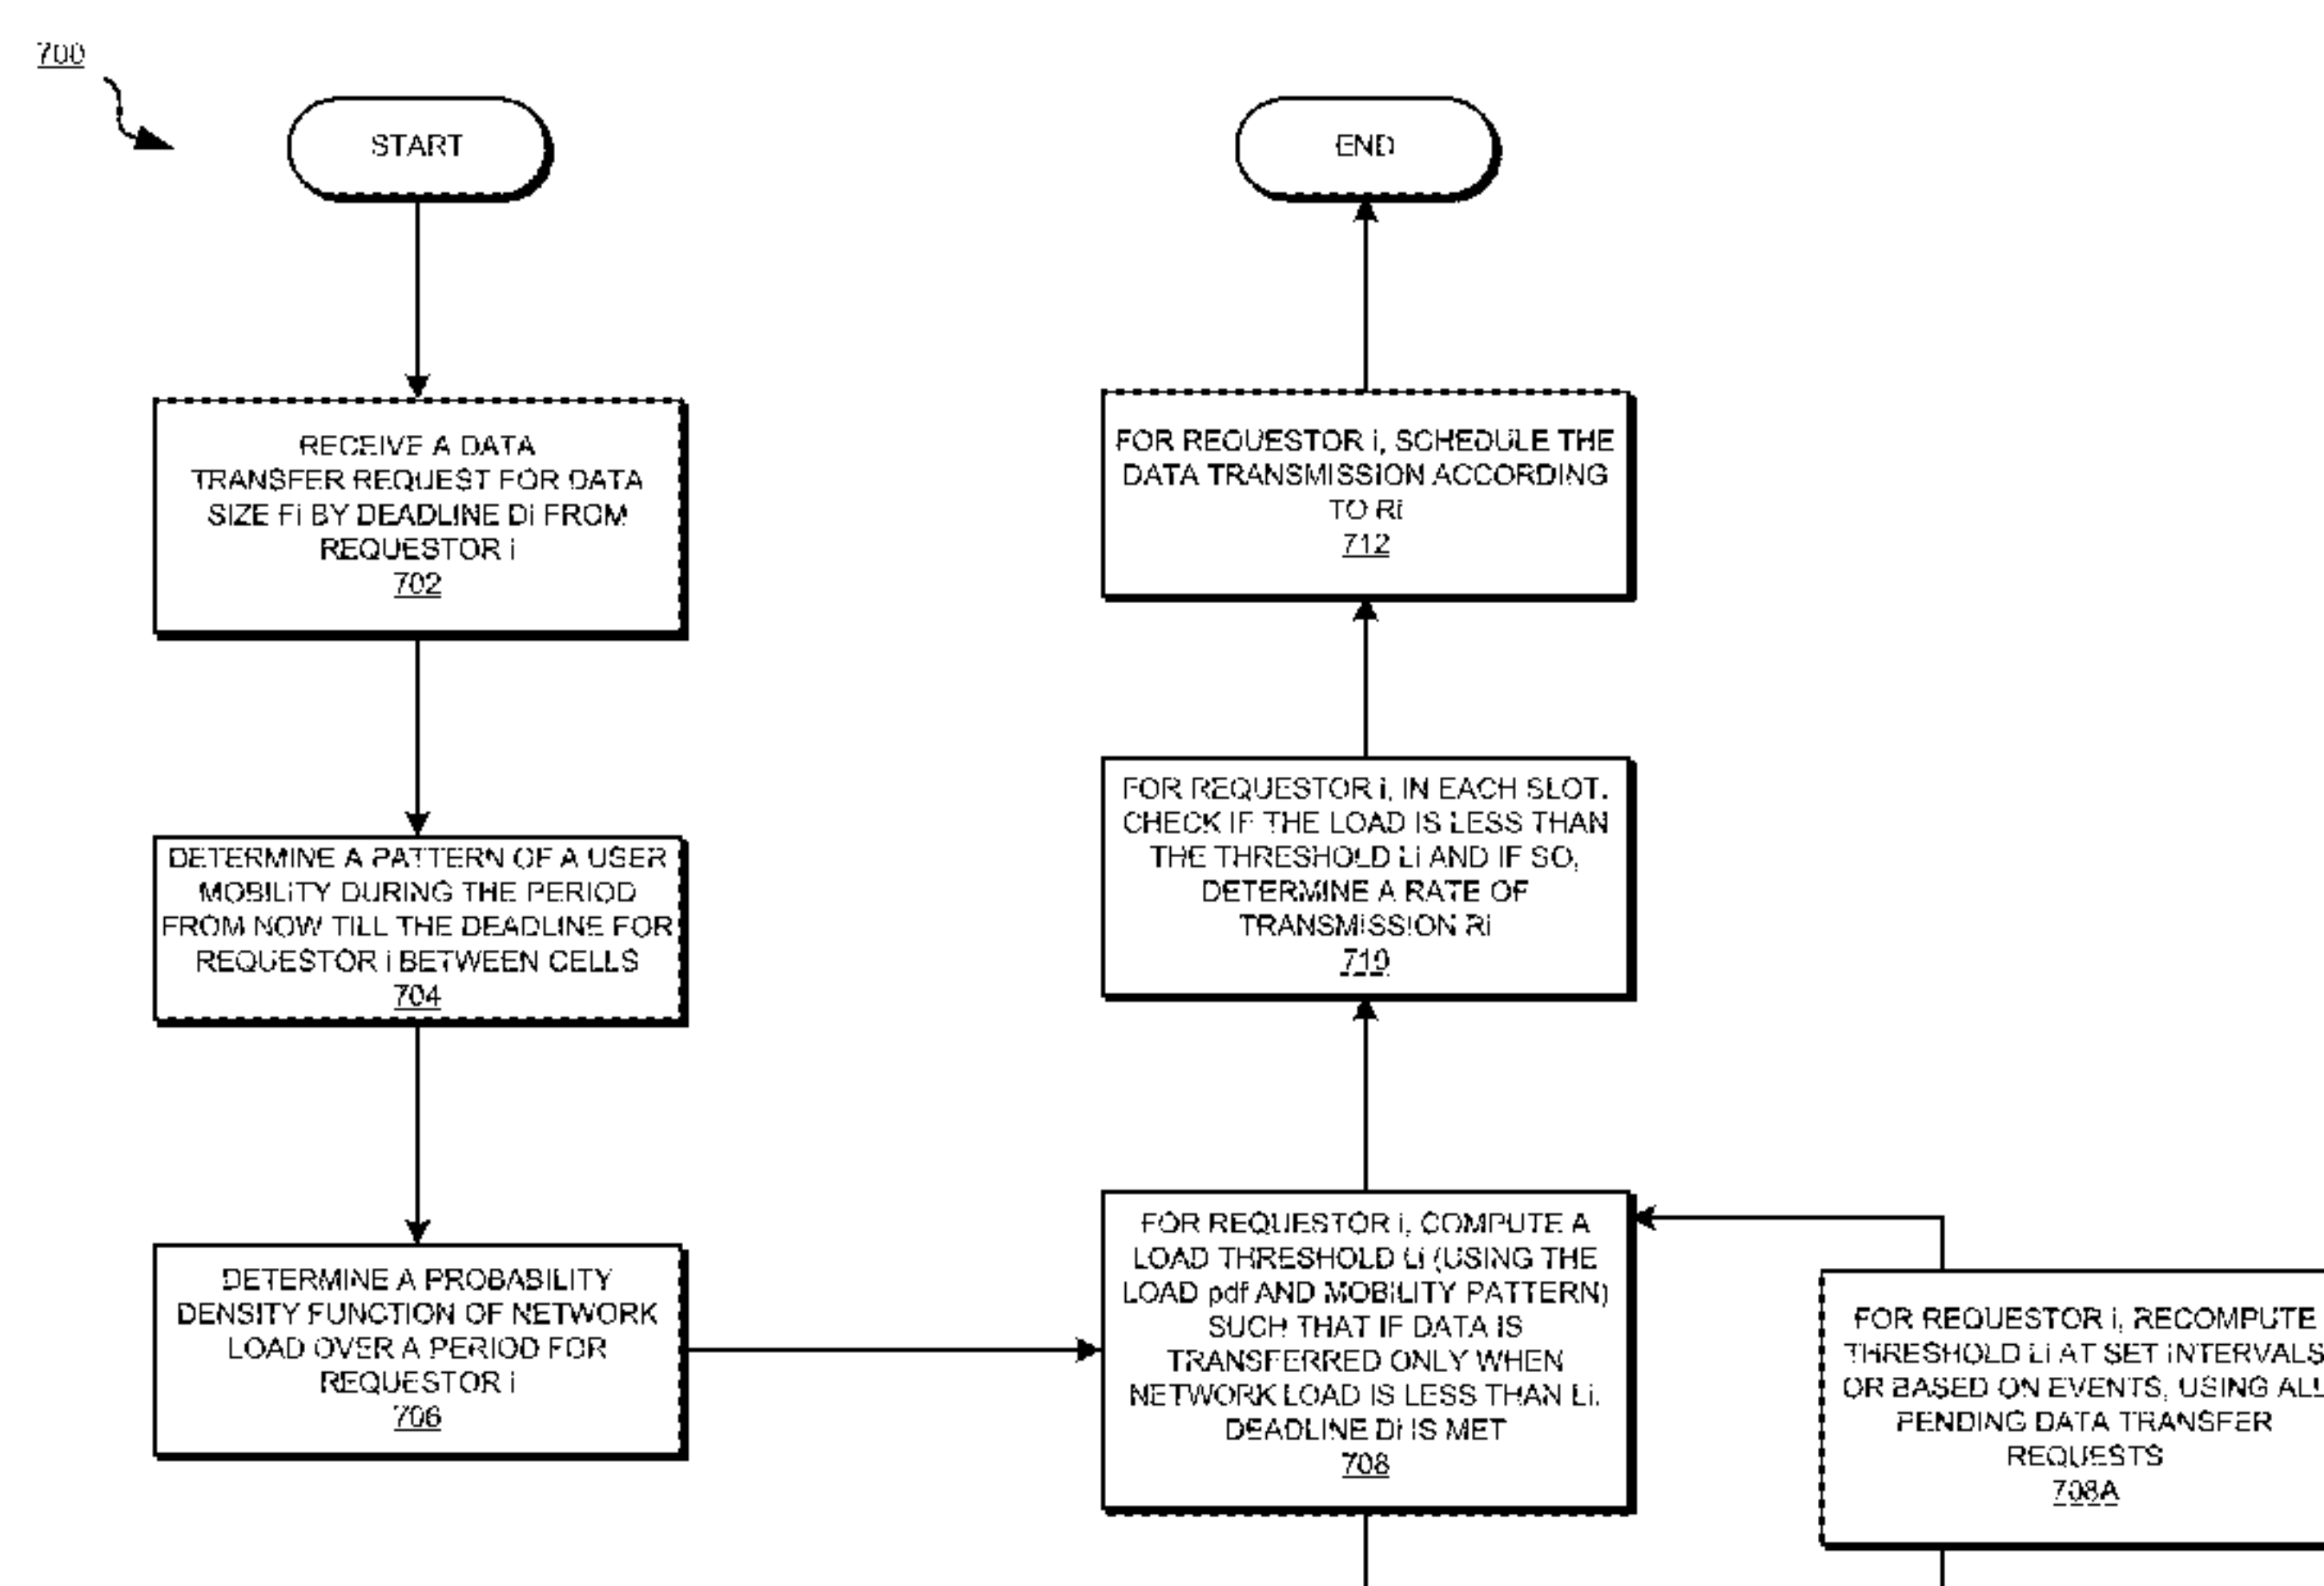 700
START
RECEIVE A DATA
TRANSFER REQUEST FOR DATA
SIZE Fi BY DEADLINE Di FROM
REQUESTOR i
702
DETERMINE A PATTERN OF A USER
MOBILITY DURING THE PERIOD
FROM NOW TILL THE DEADLINE FOR
REQUESTOR i BETWEEN CELLS
704
DETERMINE A PROBABILITY
DENSITY FUNCTION OF NETWORK
LOAD OVER A PERIOD FOR
REQUESTOR i
706
END
FOR REQUESTOR i, SCHEDULE THE
DATA TRANSMISSION ACCORDING
TO Ri
712
FOR REQUESTOR i, IN EACH SLOT,
CHECK IF THE LOAD IS LESS THAN
THE THRESHOLD Li AND IF SO,
DETERMINE A RATE OF
TRANSMISSION Ri
710
FOR REQUESTOR i, COMPUTE A
LOAD THRESHOLD Li (USING THE
LOAD pdf AND MOBILITY PATTERN)
SUCH THAT IF DATA IS
TRANSFERRED ONLY WHEN
NETWORK LOAD IS LESS THAN Li,
DEADLINE Di IS MET
708
FOR REQUESTOR i, RECOMPUTE
THRESHOLD Li AT SET INTERVALS
OR BASED ON EVENTS, USING ALL
PENDING DATA TRANSFER
REQUESTS
708A